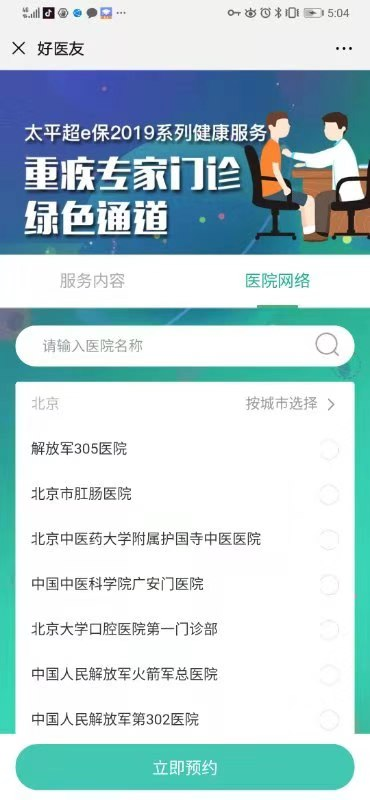 5:04
好医友
太平超e保2019系列健康服务
重疾专家门诊
绿色通道
服务内容
医院网络
请输入医院名称
北京
按城市选择
解放军305医院
北京市肛肠医院
北京中医药大学附属护国寺中医医院
中国中医科学院广安门医院
北京大学口腔医院第一门诊部
中国人民解放军火箭军总医院
中国人民解放军第302医院
立即预约